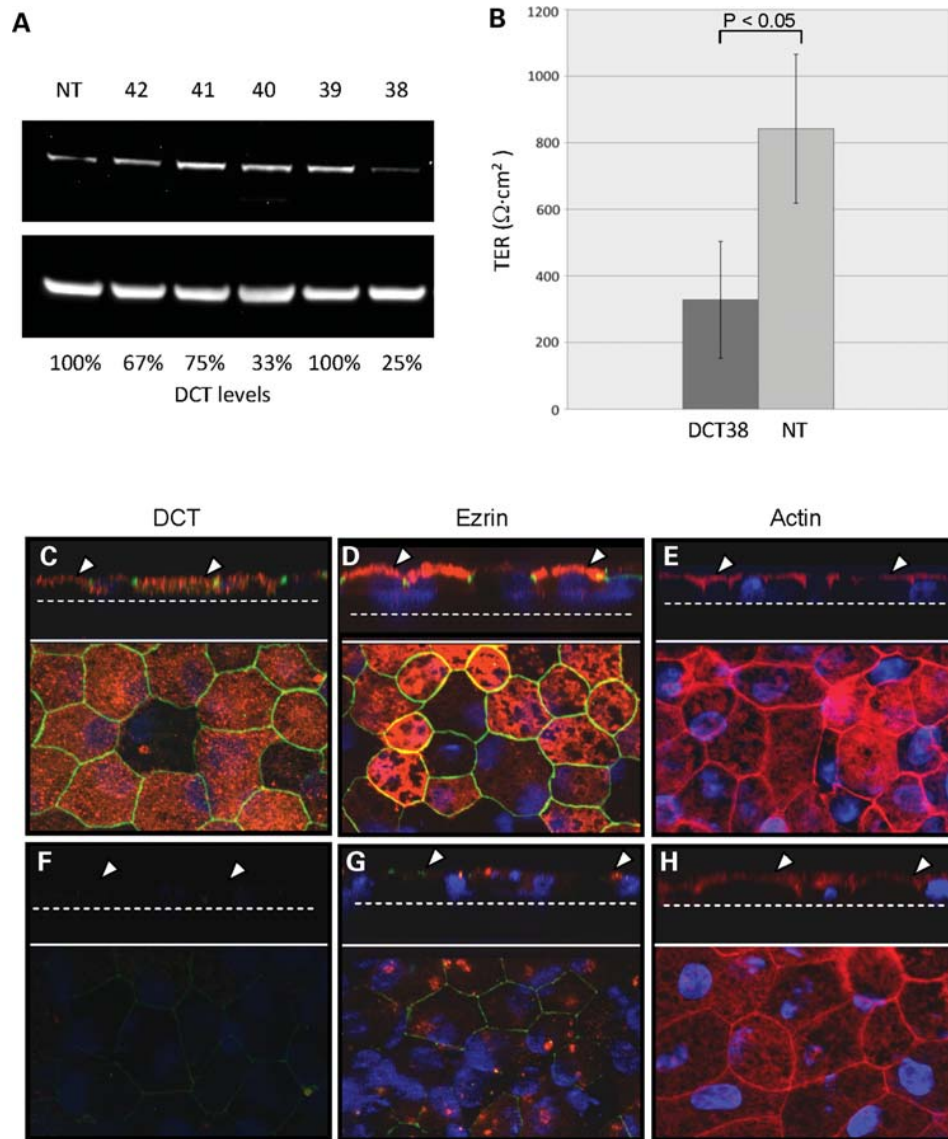 A
NT 42 41 40 39 38
100% 67% 75% 33% 100% 25%
DCT levels
B
P < 0.05
1200
1000
800
600
400
200
0
TER (Ω·cm²)
DCT38 NT
DCT Ezrin Actin
C D E
F G H